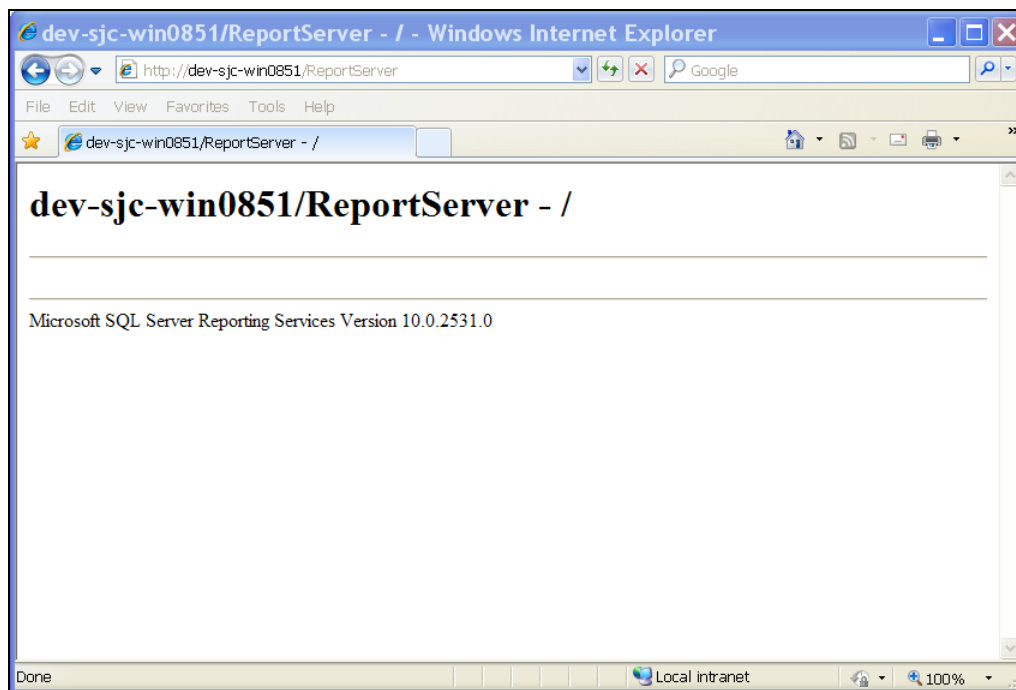 dev-sjc-win0851/ReportServer - / - Windows Internet Explorer
http://dev-sjc-win0851/ReportServer
Google
File Edit View Favorites Tools Help
dev-sjc-win0851/ReportServer - /
dev-sjc-win0851/ReportServer - /
Microsoft SQL Server Reporting Services Version 10.0.2531.0
Done Local intranet 100%